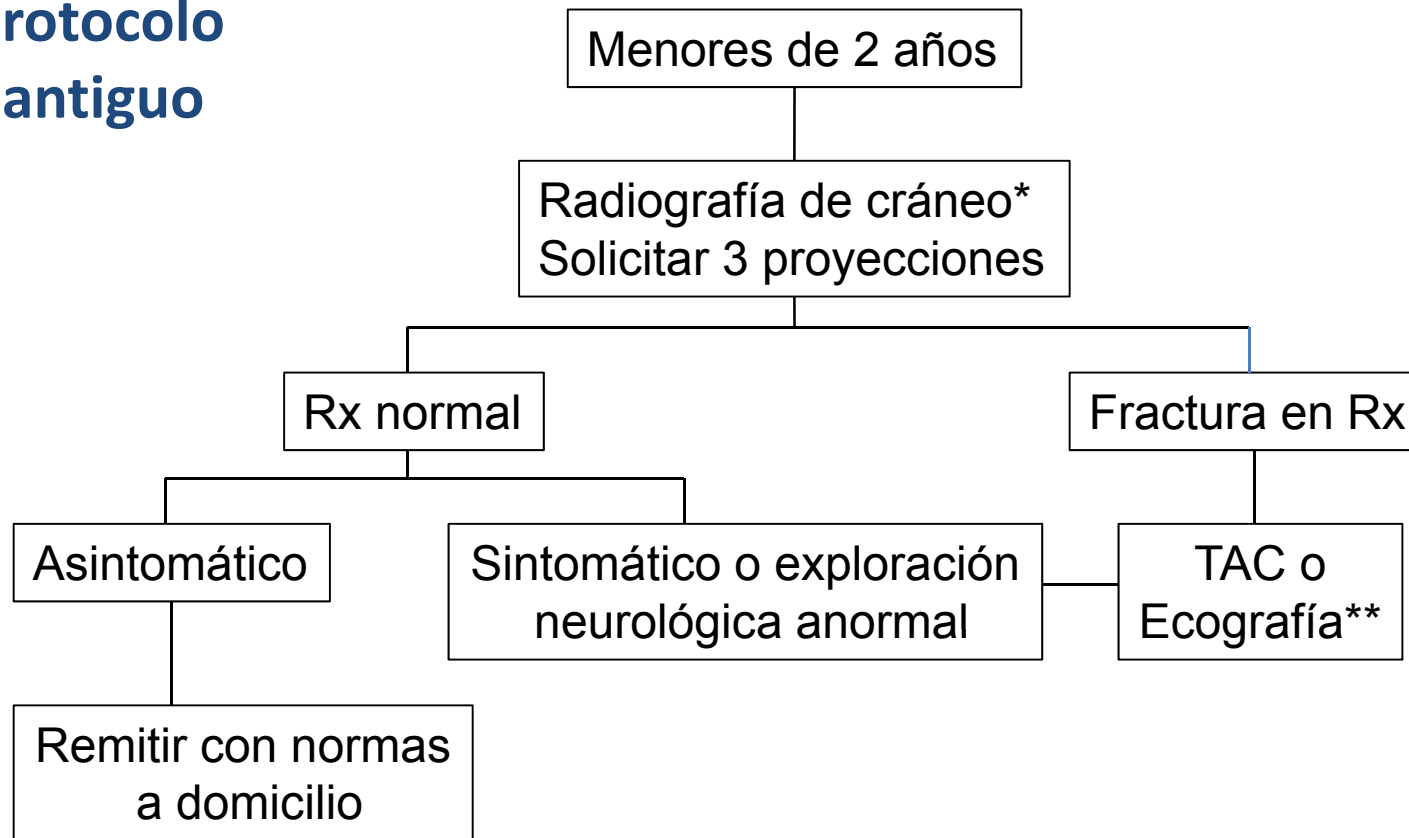 rotocolo
antiguo
Menores de 2 años
Radiografía de cráneo*
Solicitar 3 proyecciones
Rx normal
Fractura en Rx
Asintomático
Sintomático o exploración
neurológica anormal
TAC o
Ecografía**
Remitir con normas
a domicilio